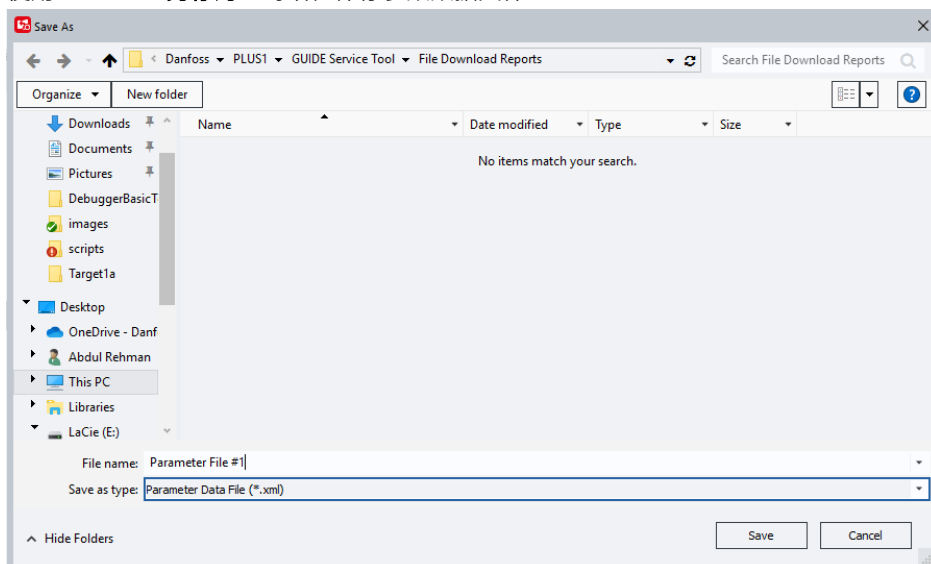 Save As
Danfoss PLUS1 GUIDE Service Tool File Download Reports
Search File Download Reports
Organize New folder
Name Date modified Type Size
No items match your search.
Downloads
Documents
Pictures
DebuggerBasicT
images
scripts
Target1a
Desktop
OneDrive - Danf
Abdul Rehman
This PC
Libraries
LaCie (E:)
File name: Parameter File #1
Save as type: Parameter Data File (*.xml)
Hide Folders Save Cancel